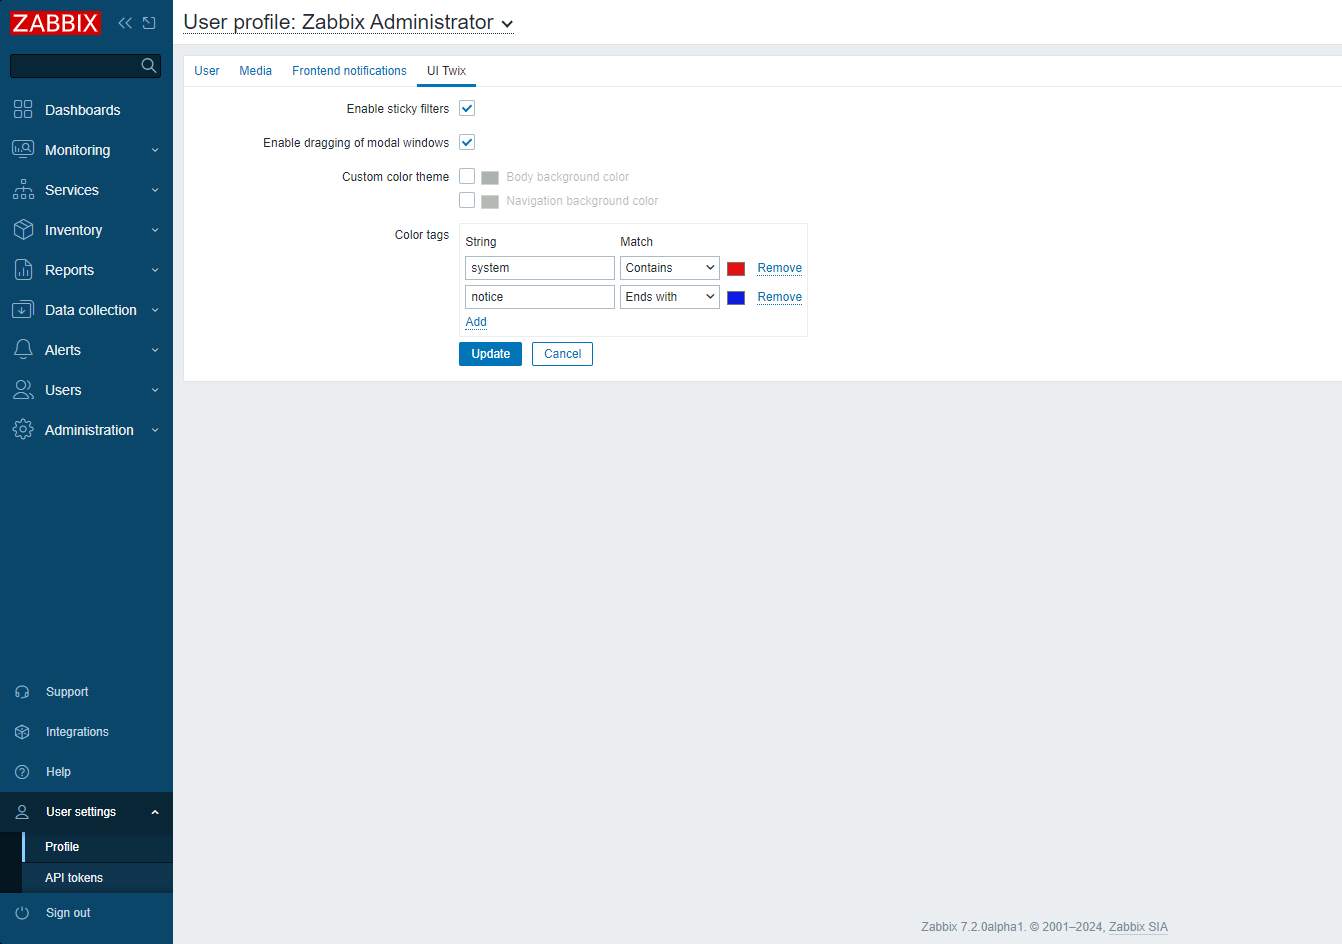 ZABBIX
Dashboards
Monitoring
Services
Inventory
Reports
Data collection
Alerts
Users
Administration
Support
Integrations
Help
User settings
Profile
API tokens
Sign out
User profile: Zabbix Administrator
User Media Frontend notifications UI Twix
Enable sticky filters
Enable dragging of modal windows
Custom color theme Body background color
Navigation background color
Color tags String Match
system Contains Remove
notice Ends with Remove
Add
Update Cancel
Zabbix 7.2.0alpha1. © 2001–2024, Zabbix SIA